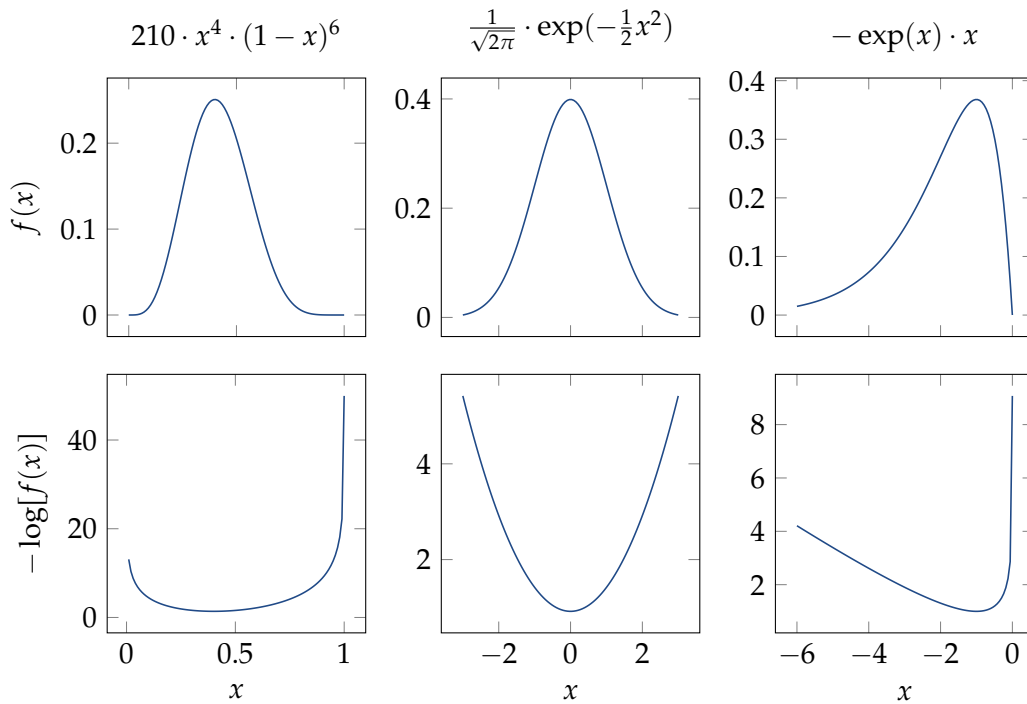 210 · x⁴ · (1 − x)⁶
1/√2π · exp(−½x²)
− exp(x) · x
f(x)
0.2
0.1
0
0.4
0.2
0
0.4
0.3
0.2
0.1
0
− log[f(x)]
40
20
0
0 0.5 1
x
4
2
−2 0 2
x
8
6
4
2
−6 −4 −2 0
x